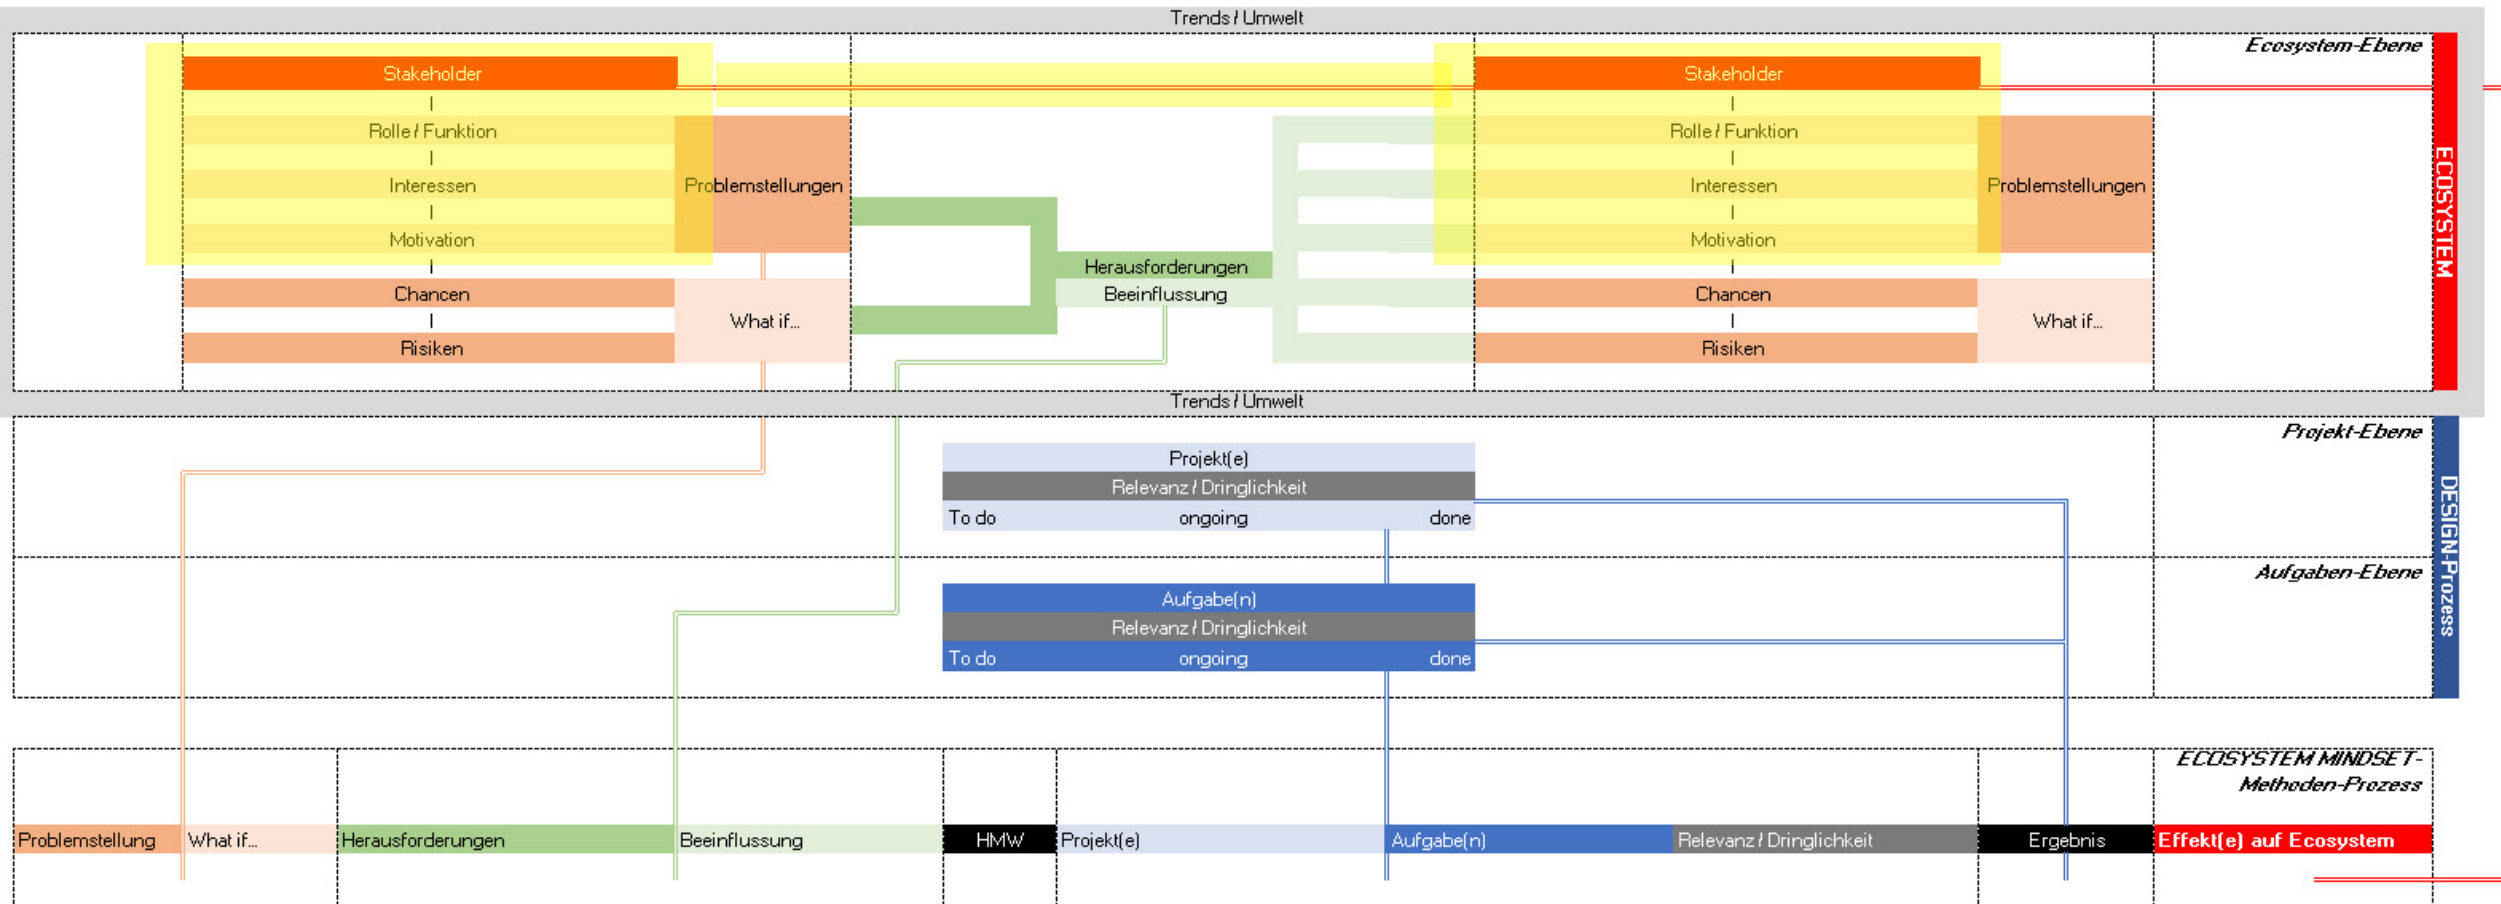 Trends / Umwelt
Ecosystem-Ebene
Stakeholder
Stakeholder
Rolle / Funktion
Rolle / Funktion
Interessen
Problemstellungen
Interessen
Problemstellungen
Motivation
Motivation
Herausforderungen
Chancen
Beeinflussung
Chancen
What if...
What if...
Risiken
Risiken
ECOSYSTEM
Trends / Umwelt
Projekt-Ebene
Projekt(e)
Relevanz / Dringlichkeit
To do ongoing done
Aufgaben-Ebene
Aufgabe(n)
Relevanz / Dringlichkeit
To do ongoing done
DESIGN-Prozess
ECOSYSTEM MINDSET-
Methoden-Prozess
Problemstellung What if... Herausforderungen Beeinflussung HMW Projekt(e) Aufgabe(n) Relevanz / Dringlichkeit Ergebnis Effekt(e) auf Ecosystem